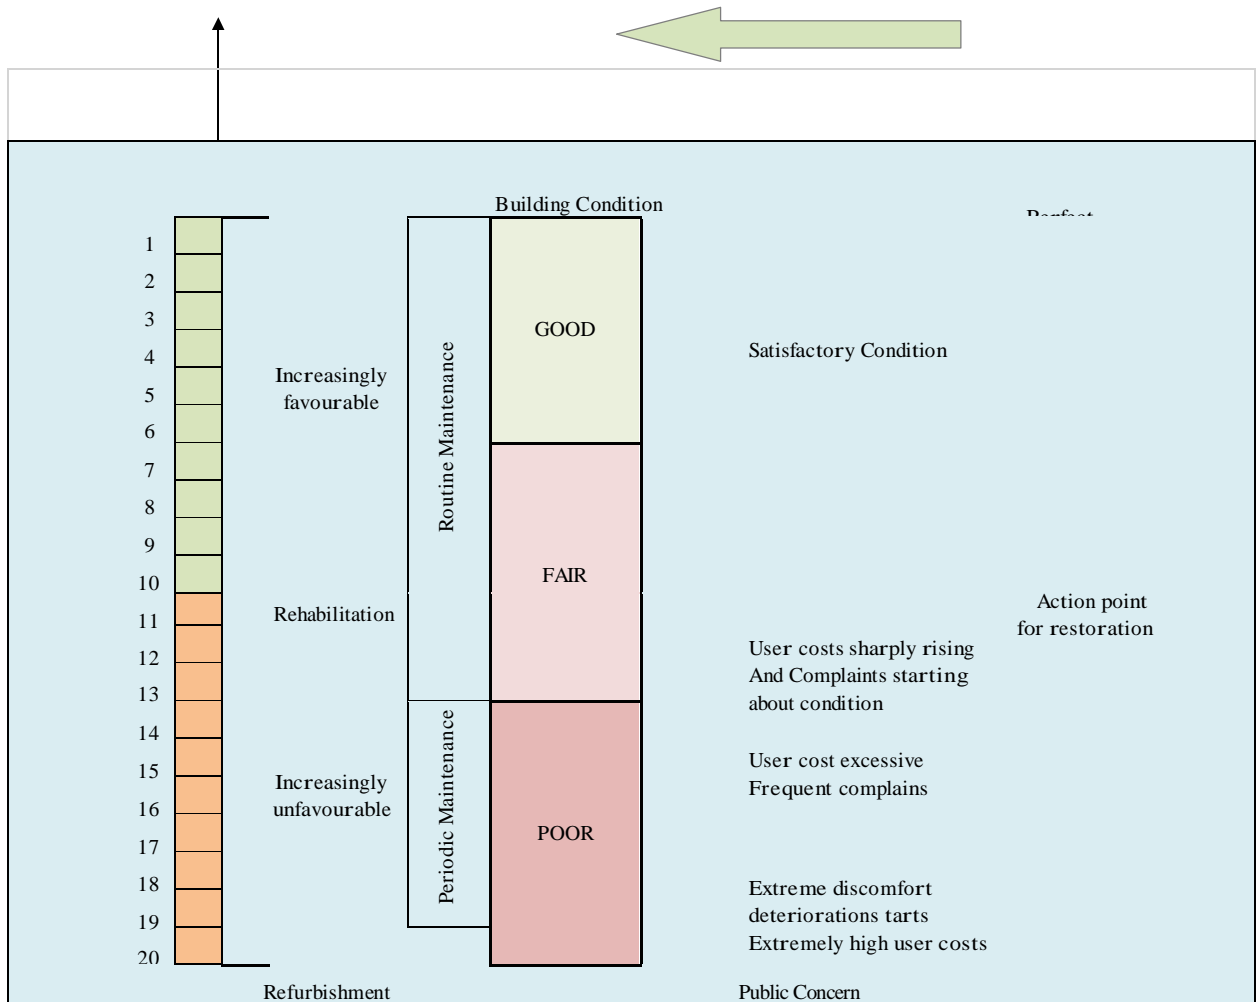 Building Condition
Perfect
1
2
3
4
5
6
7
8
9
10
11
12
13
14
15
16
17
18
19
20
Increasingly
favourable
Rehabilitation
Increasingly
unfavourable
Refurbishment
Routine Maintenance
Periodic Maintenance
GOOD
FAIR
POOR
Satisfactory Condition
Action point
for restoration
User costs sharply rising
And Complaints starting
about condition
User cost excessive
Frequent complains
Extreme discomfort
deteriorations tarts
Extremely high user costs
Public Concern